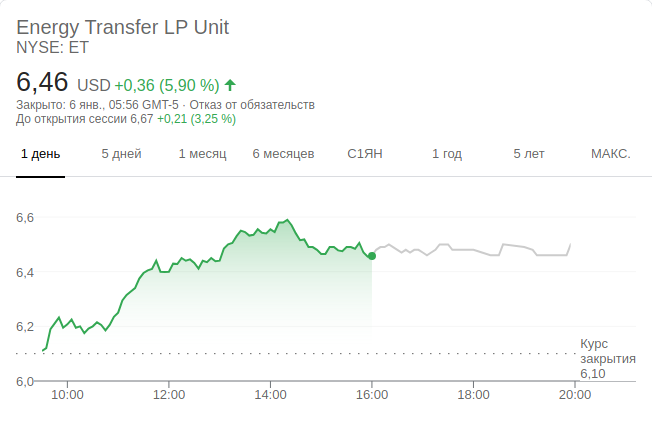 Energy Transfer LP Unit
NYSE: ET
6,46 USD +0,36 (5,90 %)
Закрыто: 6 янв., 05:56 GMT-5 · Отказ от обязательств
До открытия сессии 6,67 +0,21 (3,25 %)
1 день 5 дней 1 месяц 6 месяцев С1ЯН 1 год 5 лет МАКС.
6,6
6,4
6,2
6,0
Курс
закрытия
6,10
10:00 12:00 14:00 16:00 18:00 20:00